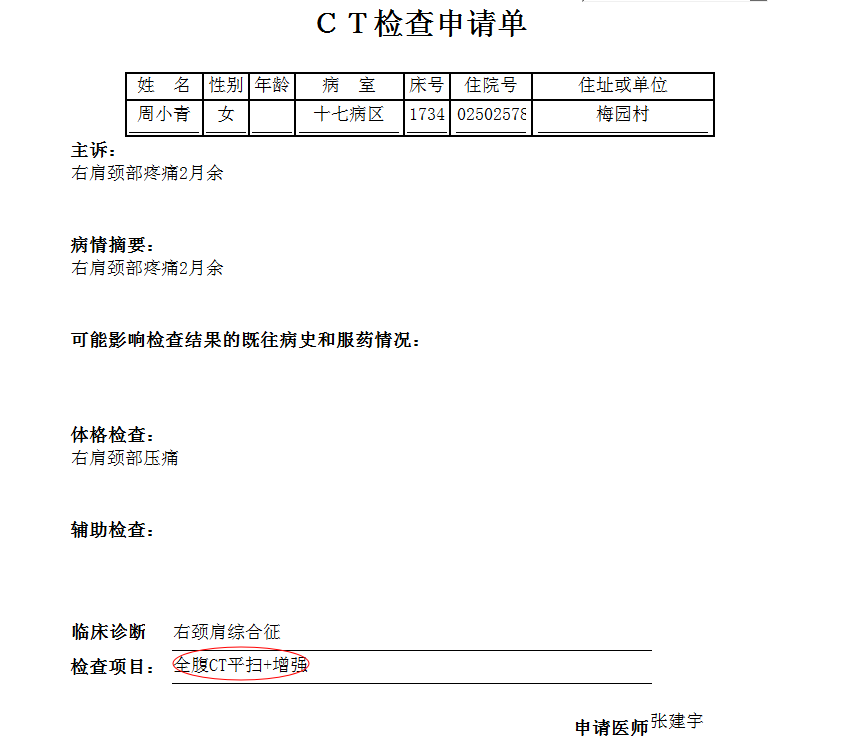 CT检查申请单
姓 名 性别 年龄 病 室 床号 住院号 住址或单位
周小青 女 十七病区 1734 02502578 梅园村
主诉：
右肩颈部疼痛2月余
病情摘要：
右肩颈部疼痛2月余
可能影响检查结果的既往病史和服药情况：
体格检查：
右肩颈部压痛
辅助检查：
临床诊断 右颈肩综合征
检查项目： 全腹CT平扫+增强
申请医师 张建宇